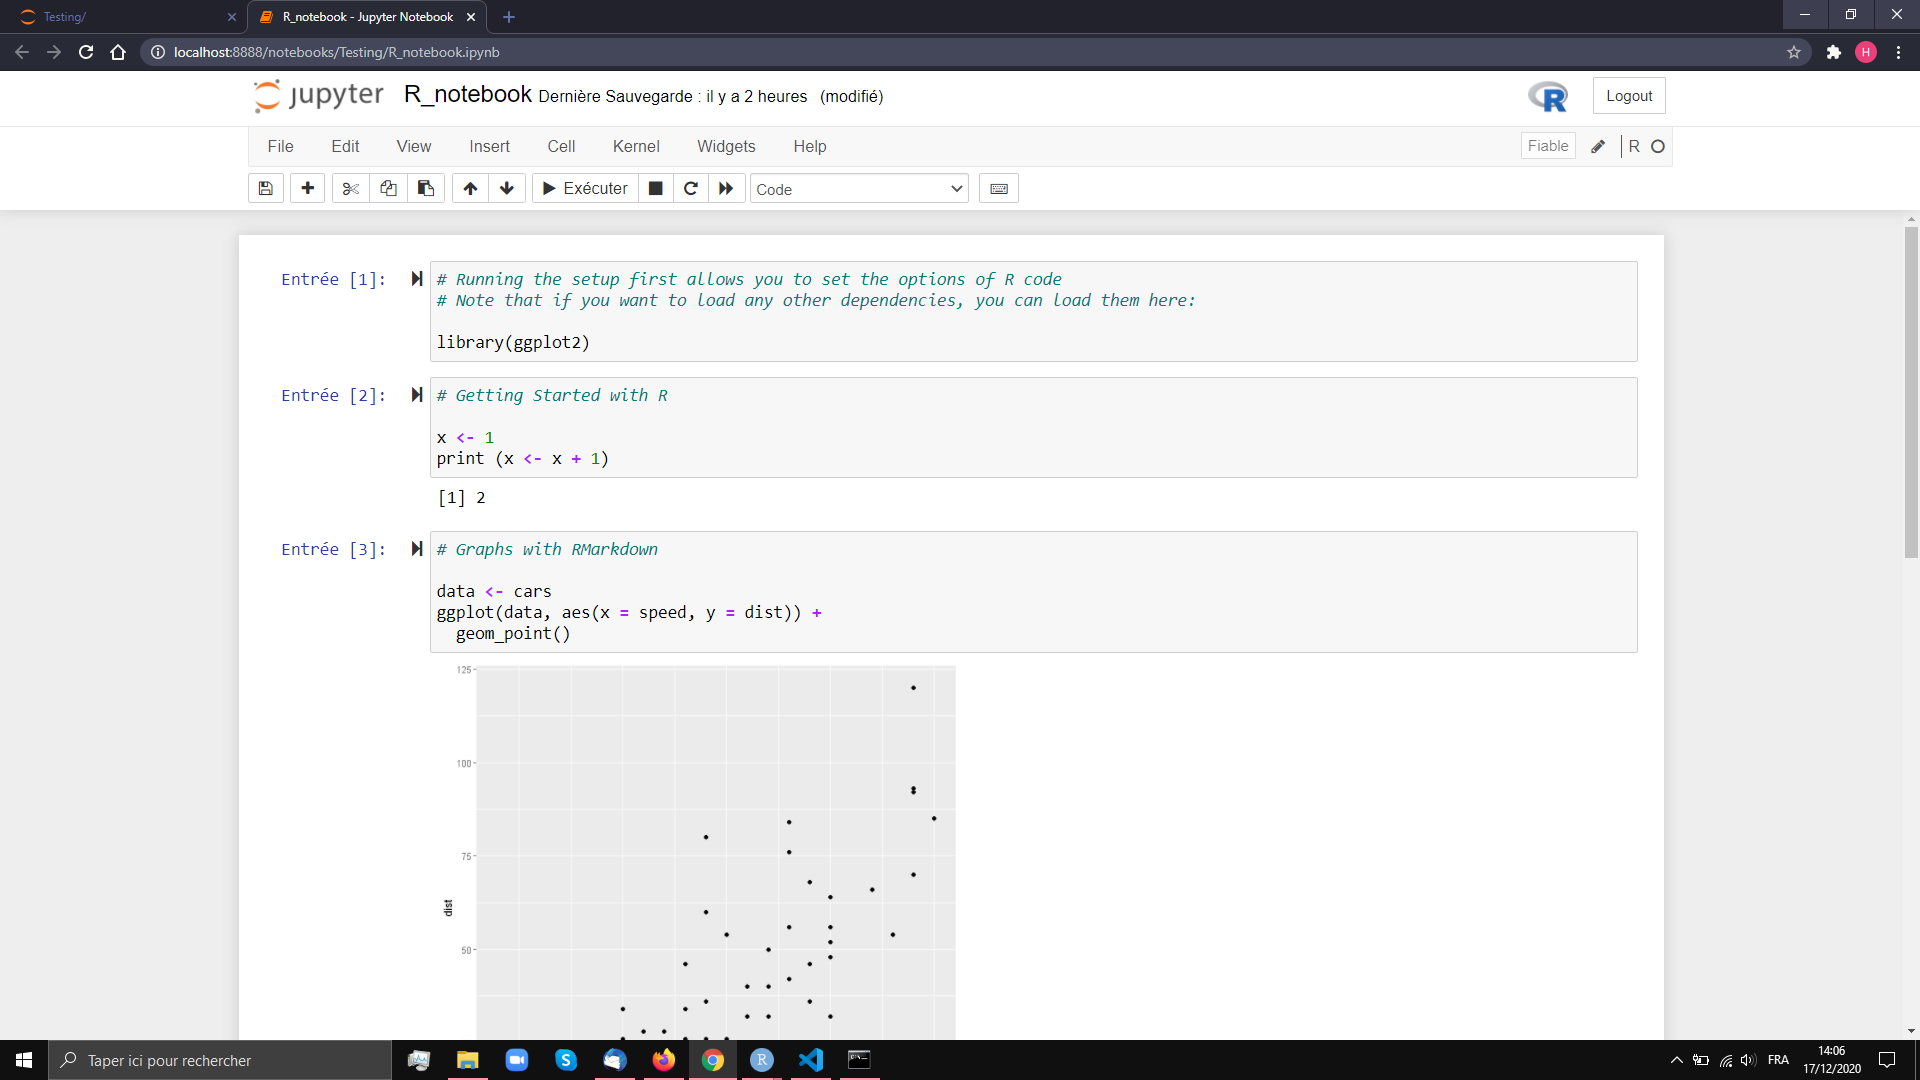 Testing/
R_notebook - Jupyter Notebook
localhost:8888/notebooks/Testing/R_notebook.ipynb
H
jupyter R_notebook Dernière Sauvegarde : il y a 2 heures (modifié)
R
Logout
File Edit View Insert Cell Kernel Widgets Help
Fiable
R
Exécuter
Code
Entrée [1]:
# Running the setup first allows you to set the options of R code
# Note that if you want to load any other dependencies, you can load them here:
library(ggplot2)
Entrée [2]:
# Getting Started with R
x <- 1
print (x <- x + 1)
[1] 2
Entrée [3]:
# Graphs with RMarkdown
data <- cars
ggplot(data, aes(x = speed, y = dist)) +
geom_point()
125
100
75
dist
50
Taper ici pour rechercher
R
FRA
14:06
17/12/2020